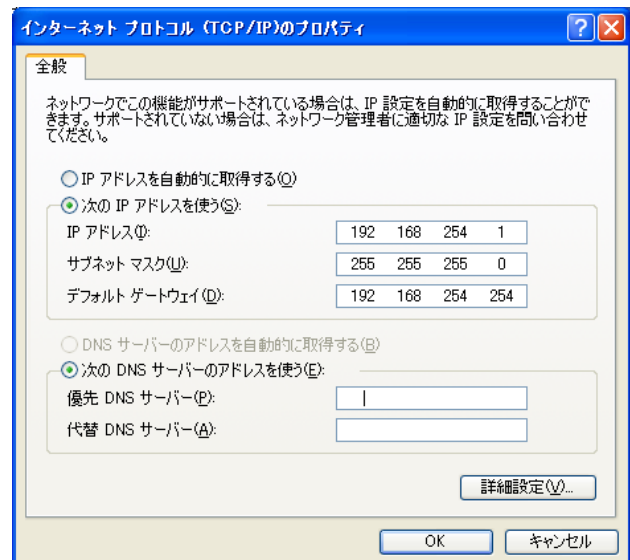 インターネット プロトコル (TCP/IP)のプロパティ
全般
ネットワークでこの機能がサポートされている場合は、IP 設定を自動的に取得することがで
きます。サポートされていない場合は、ネットワーク管理者に適切な IP 設定を問い合わせ
てください。
IP アドレスを自動的に取得する(O)
次の IP アドレスを使う(S):
IP アドレス(I): 192 168 254 1
サブネット マスク(U): 255 255 255 0
デフォルト ゲートウェイ(D): 192 168 254 254
DNS サーバーのアドレスを自動的に取得する(B)
次の DNS サーバーのアドレスを使う(E):
優先 DNS サーバー(P):
代替 DNS サーバー(A):
詳細設定(V)...
OK キャンセル